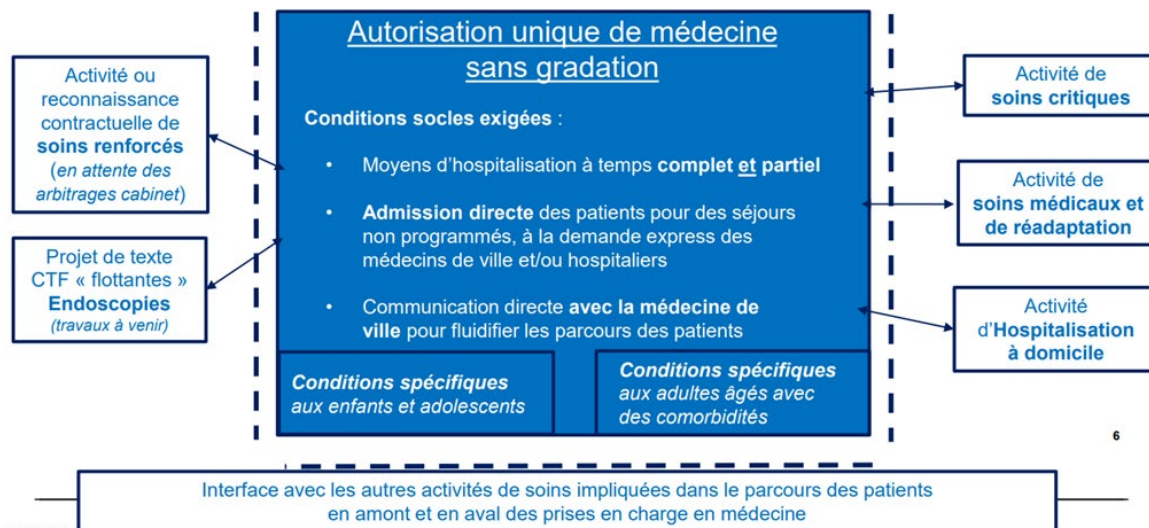 Autorisation unique de médecine
sans gradation
Activité ou
reconnaissance
contractuelle de
soins renforcés
(en attente des
arbitrages cabinet)
Projet de texte
CTF « flottantes »
Endoscopies
(travaux à venir)
Conditions socles exigées :
• Moyens d'hospitalisation à temps complet et partiel
• Admission directe des patients pour des séjours
non programmés, à la demande express des
médecins de ville et/ou hospitaliers
• Communication directe avec la médecine de
ville pour fluidifier les parcours des patients
Conditions spécifiques
aux enfants et adolescents
Conditions spécifiques
aux adultes âgés avec
des comorbidités
Activité de
soins critiques
Activité de
soins médicaux et
de réadaptation
Activité
d'Hospitalisation
à domicile
6
Interface avec les autres activités de soins impliquées dans le parcours des patients
en amont et en aval des prises en charge en médecine